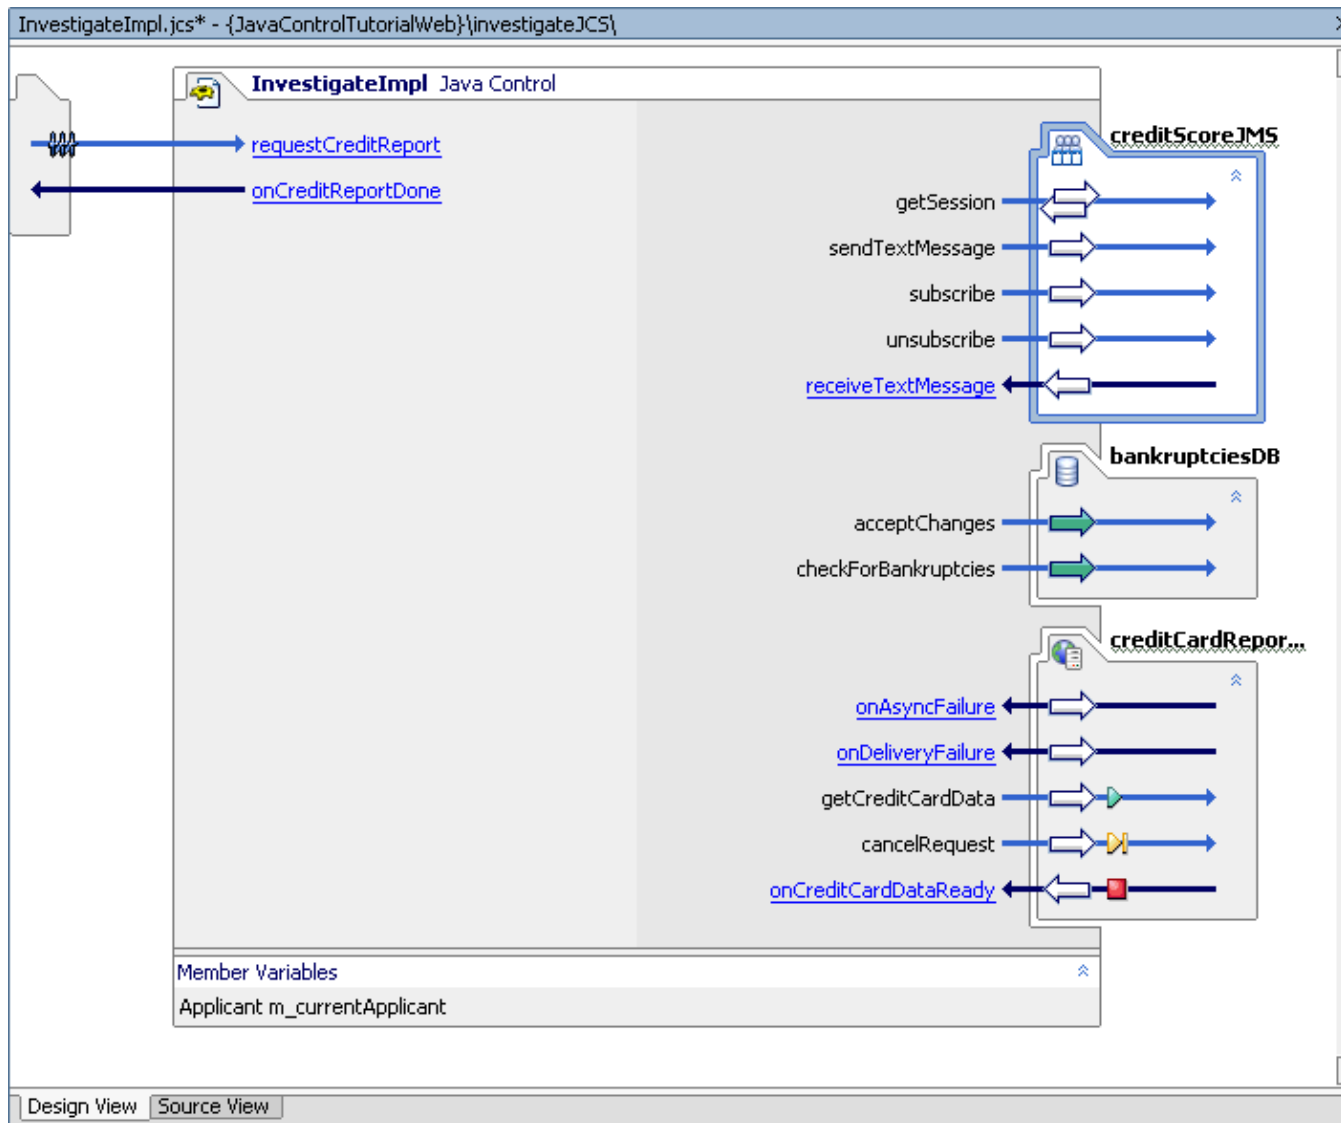 InvestigateImpl.jcs* - {JavaControlTutorialWeb}\investigateJCS\
InvestigateImpl Java Control
requestCreditReport
onCreditReportDone
creditScoreJMS
getSession
sendTextMessage
subscribe
unsubscribe
receiveTextMessage
bankruptciesDB
acceptChanges
checkForBankruptcies
creditCardRepor...
onAsyncFailure
onDeliveryFailure
getCreditCardData
cancelRequest
onCreditCardDataReady
Member Variables
Applicant m_currentApplicant
Design View Source View